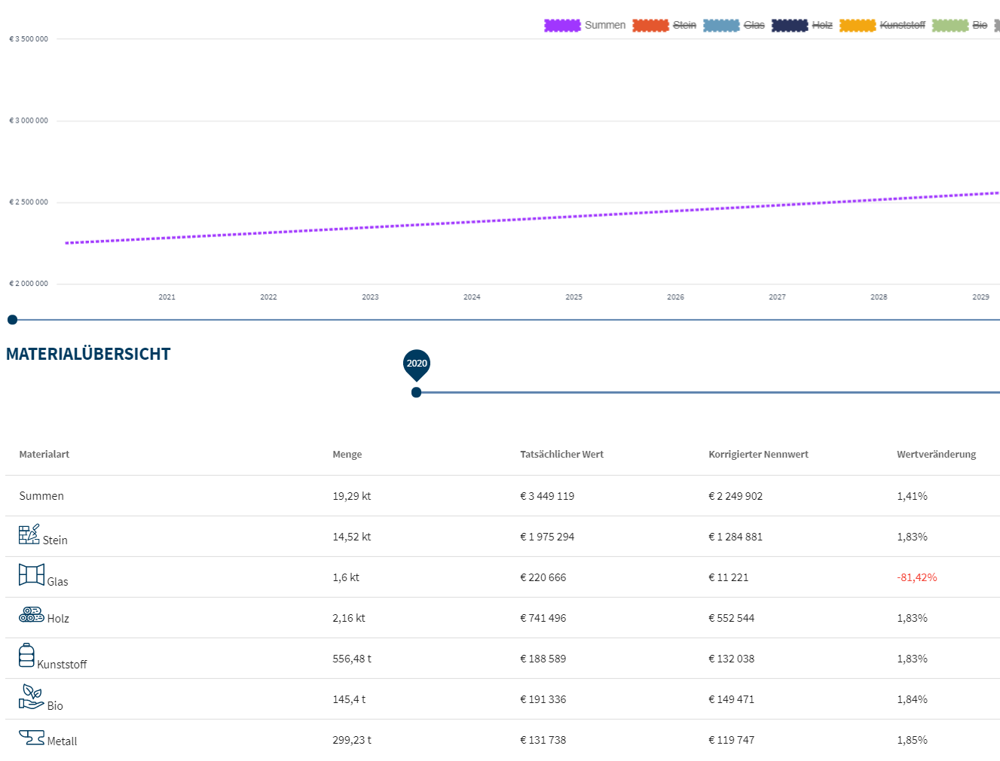 Summen Stein Glas Holz Kunststoff Bio
€ 3 500 000
€ 3 000 000
€ 2 500 000
€ 2 000 000
2021 2022 2023 2024 2025 2026 2027 2028 2029
MATERIALÜBERSICHT
2020
Materialart Menge Tatsächlicher Wert Korrigierter Nennwert Wertveränderung
Summen 19,29 kt € 3 449 119 € 2 249 902 1,41%
Stein 14,52 kt € 1 975 294 € 1 284 881 1,83%
Glas 1,6 kt € 220 666 € 11 221 -81,42%
Holz 2,16 kt € 741 496 € 552 544 1,83%
Kunststoff 556,48 t € 188 589 € 132 038 1,83%
Bio 145,4 t € 191 336 € 149 471 1,84%
Metall 299,23 t € 131 738 € 119 747 1,85%